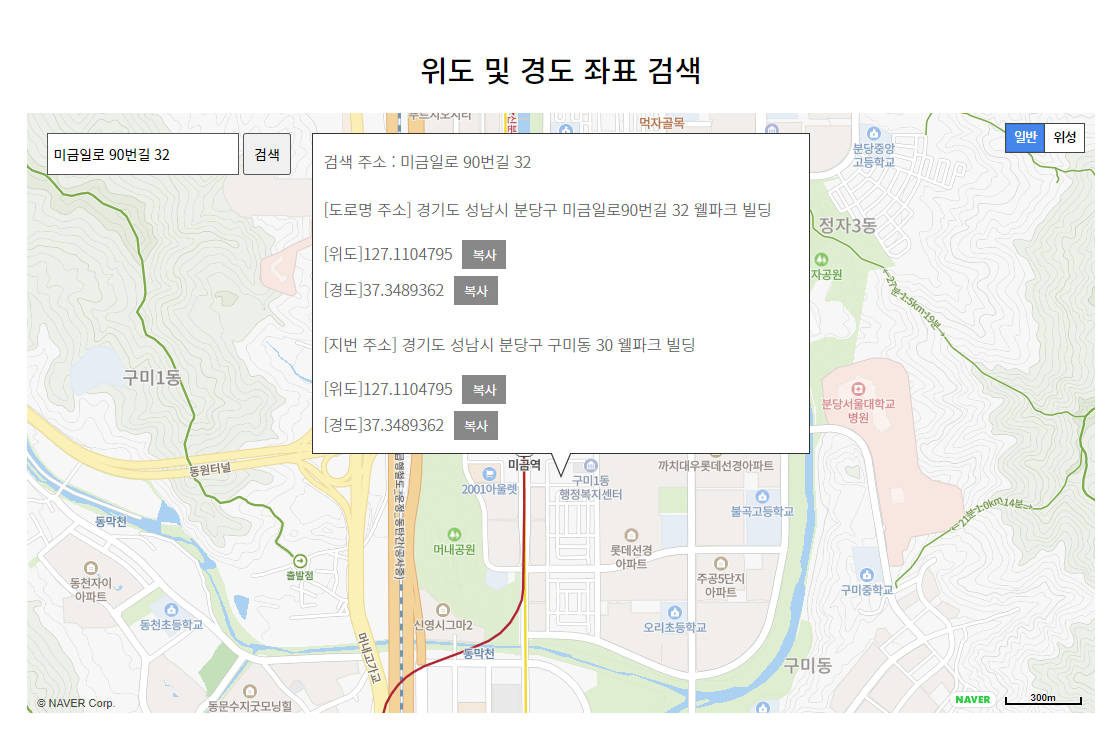 위도 및 경도 좌표 검색
미금일로 90번길 32
검색
검색 주소 : 미금일로 90번길 32
[도로명 주소] 경기도 성남시 분당구 미금일로90번길 32 웰파크 빌딩
[위도]127.1104795 복사
[경도]37.3489362 복사
[지번 주소] 경기도 성남시 분당구 구미동 30 웰파크 빌딩
[위도]127.1104795 복사
[경도]37.3489362 복사
일반 위성
먹자골목
분당중앙
고등학교
정자3동
자공원
27분·1.5km·19분
구미1동
분당서울대학교
병원
동원터널
미금역
2001아울렛
구미1동
행정복지센터
까치대우롯데선경아파트
불곡고등학교
21분·1.0km·14분
동막천
머내공원
롯데선경
아파트
주공5단지
아파트
구미중학교
출발점
동천자이
아파트
동천초등학교
신영시그마2
오리초등학교
머내고가교
동막천
구미동
동문수지굿모닝힐
© NAVER Corp.
NAVER
300m